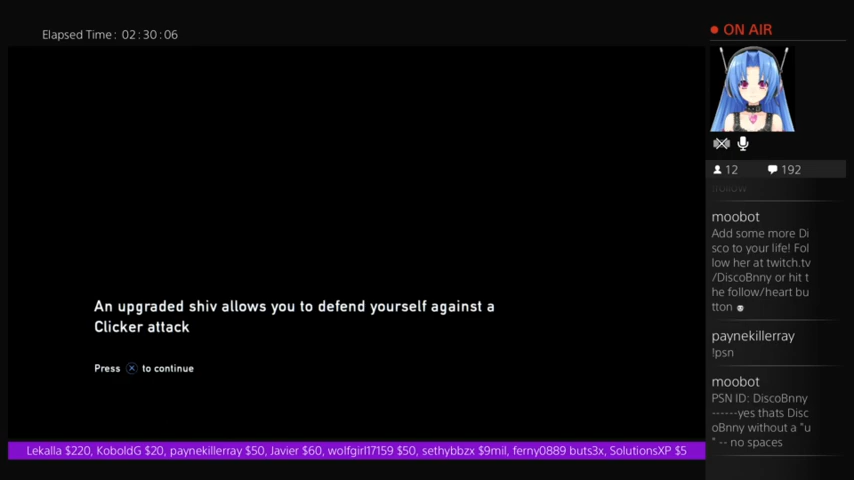 Elapsed Time: 02:30:06
ON AIR
12 192
!follow
moobot
Add some more Di
sco to your life! Fol
low her at twitch.tv
/DiscoBnny or hit t
he follow/heart bu
tton
paynekillerray
!psn
moobot
PSN ID: DiscoBnny
------yes thats Disc
oBnny without a "u
" -- no spaces
An upgraded shiv allows you to defend yourself against a
Clicker attack
Press X to continue
Lekalla $220, KoboldG $20, paynekillerray $50, Javier $60, wolfgirl17159 $50, sethybbzx $9mil, ferny0889 buts3x, SolutionsXP $5